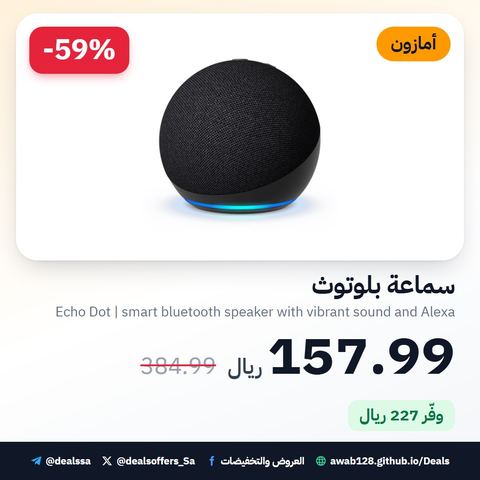 -59%
أمازون
سماعة بلوتوث
Echo Dot | smart bluetooth speaker with vibrant sound and Alexa
157.99 ريال 384.99
وفّر 227 ريال
@dealssa @dealsoffers_Sa العروض والتخفيضات awab128.github.io/Deals